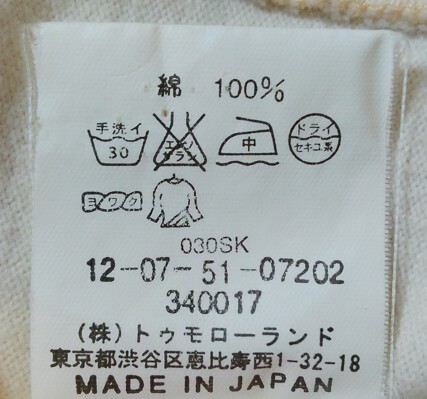 綿 100%
手洗イ 30 エンソ サラシ 中 ドライ セキユ系
ヨワク
030SK
12-07-51-07202
340017
(株)トゥモローランド
東京都渋谷区恵比寿西1-32-18
MADE IN JAPAN